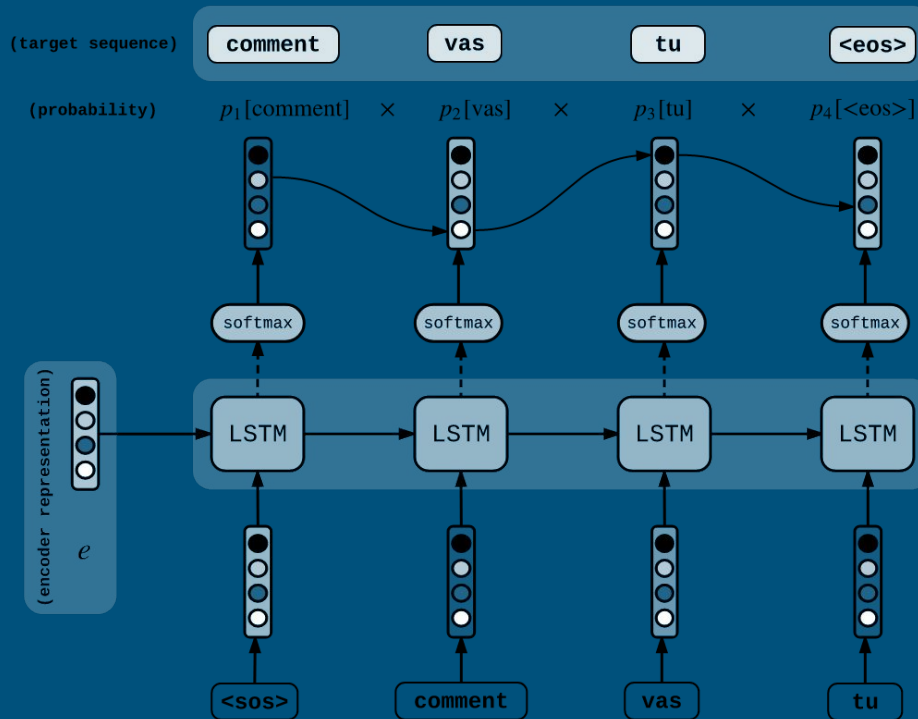 (target sequence) comment vas tu <eos>
(probability) p₁[comment] × p₂[vas] × p₃[tu] × p₄[<eos>]
softmax softmax softmax softmax
(encoder representation)
LSTM LSTM LSTM LSTM
e
<sos> comment vas tu